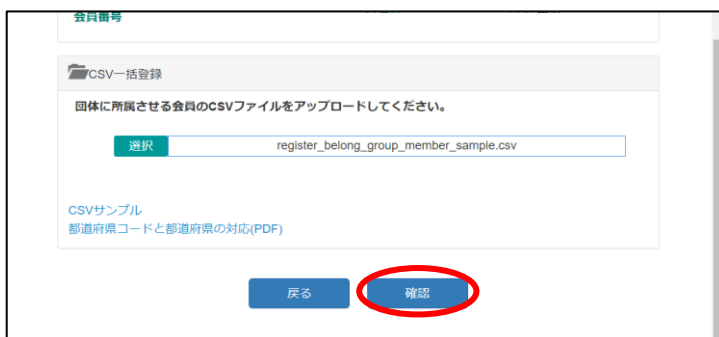 会員番号
CSV一括登録
団体に所属させる会員のCSVファイルをアップロードしてください。
選択 register_belong_group_member_sample.csv
CSVサンプル
都道府県コードと都道府県の対応(PDF)
戻る 確認